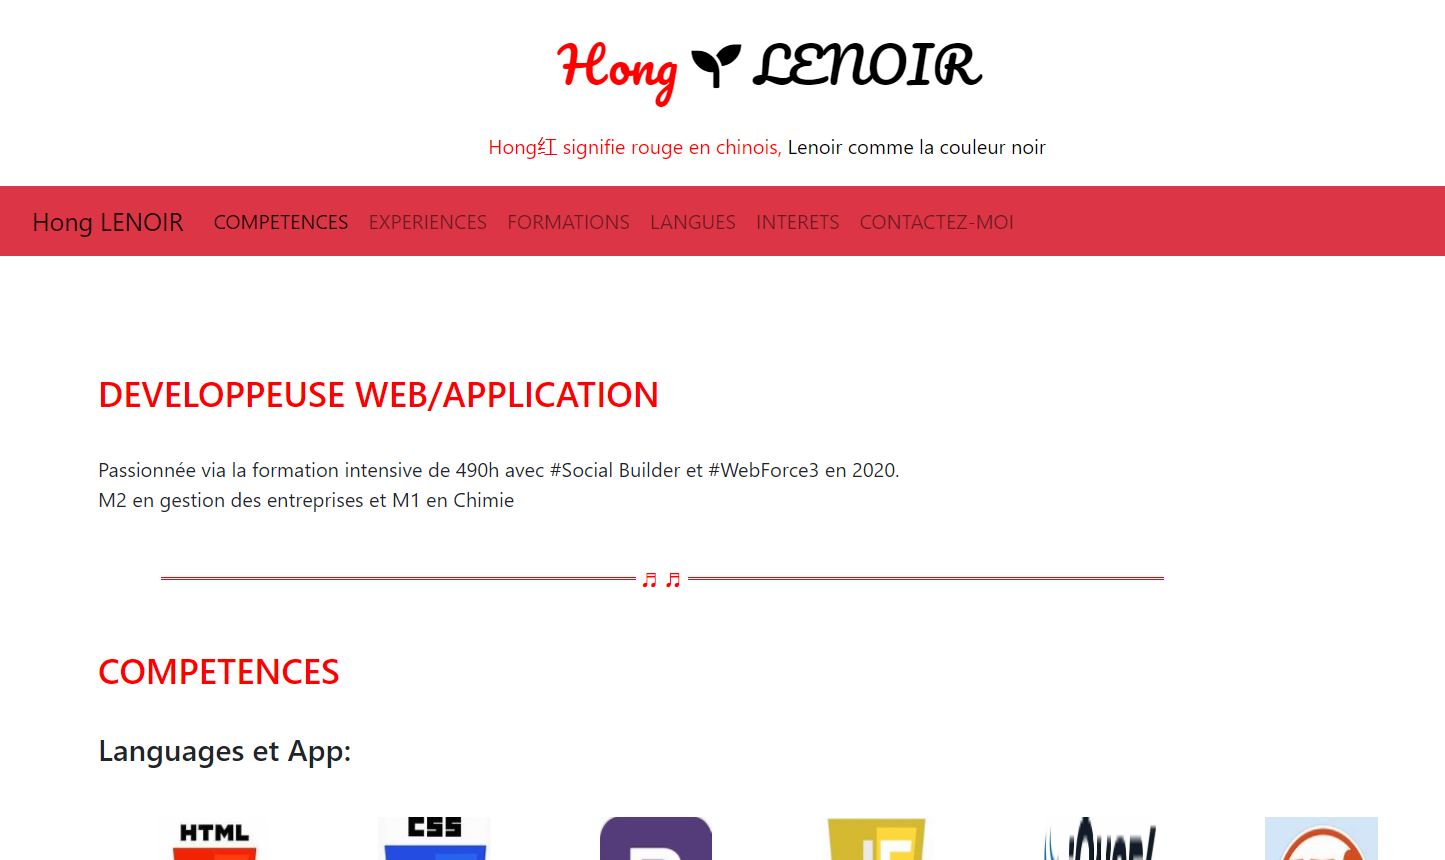 Hong LENOIR
Hong红 signifie rouge en chinois, Lenoir comme la couleur noir
Hong LENOIR COMPETENCES EXPERIENCES FORMATIONS LANGUES INTERETS CONTACTEZ-MOI
DEVELOPPEUSE WEB/APPLICATION
Passionnée via la formation intensive de 490h avec #Social Builder et #WebForce3 en 2020.
M2 en gestion des entreprises et M1 en Chimie
♬ ♬
COMPETENCES
Languages et App:
HTML CSS